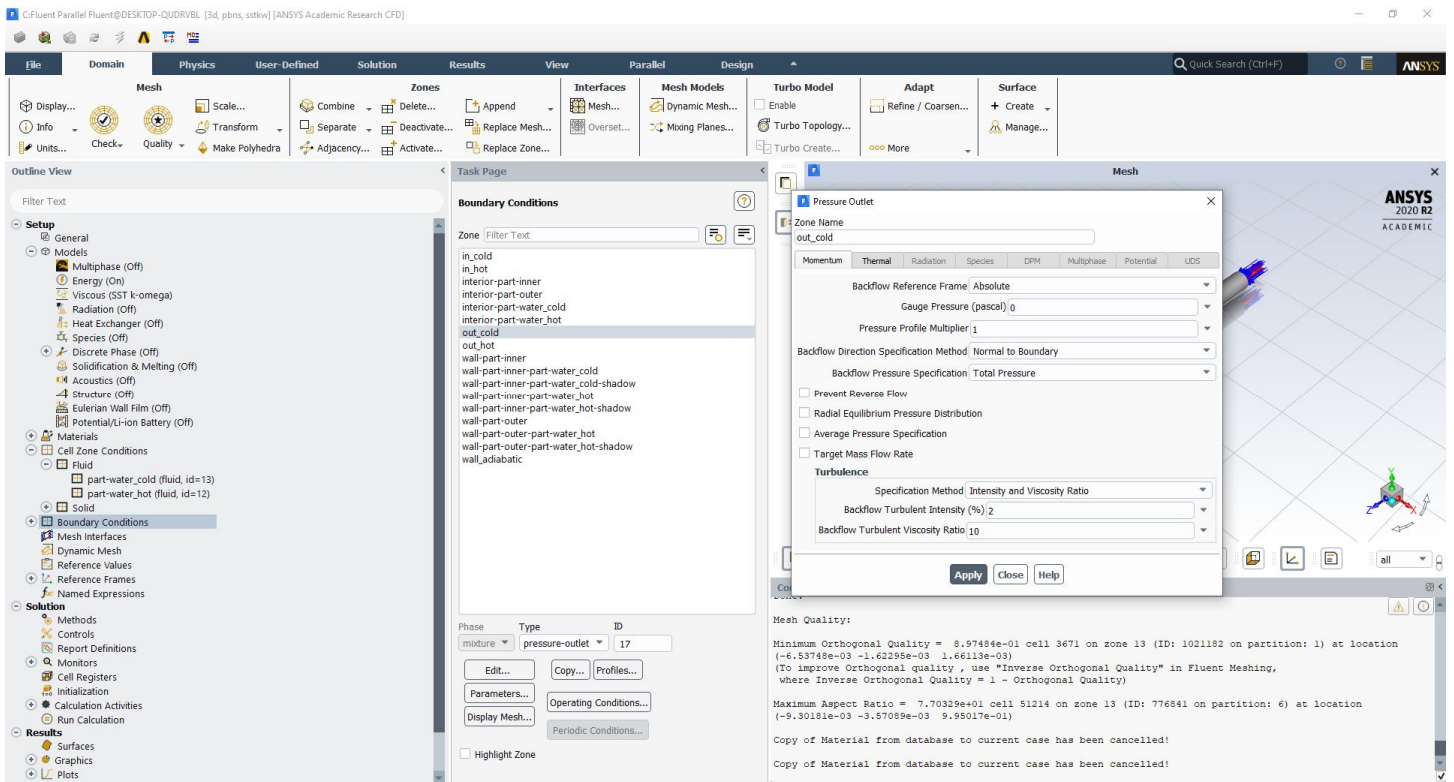 C:Fluent Parallel Fluent@DESKTOP-QUDRVBL [3d, pbns, sstkw] [ANSYS Academic Research CFD]
File Domain Physics User-Defined Solution Results View Parallel Design Quick Search (Ctrl+F) ANSYS
Mesh
Display...
Info
Units...
Check
Quality
Scale...
Transform
Make Polyhedra
Zones
Combine
Delete...
Append
Separate
Deactivate...
Replace Mesh...
Adjacency...
Activate...
Replace Zone...
Interfaces
Mesh...
Overset...
Mesh Models
Dynamic Mesh...
Mixing Planes...
Turbo Model
Enable
Turbo Topology...
Turbo Create...
Adapt
Refine / Coarsen...
More
Surface
Create
Manage...
Outline View
Filter Text
Setup
General
Models
Multiphase (Off)
Energy (On)
Viscous (SST k-omega)
Radiation (Off)
Heat Exchanger (Off)
Species (Off)
Discrete Phase (Off)
Solidification & Melting (Off)
Acoustics (Off)
Structure (Off)
Eulerian Wall Film (Off)
Potential/Li-ion Battery (Off)
Materials
Cell Zone Conditions
Fluid
part-water_cold (fluid, id=13)
part-water_hot (fluid, id=12)
Solid
Boundary Conditions
Mesh Interfaces
Dynamic Mesh
Reference Values
Reference Frames
Named Expressions
Solution
Methods
Controls
Report Definitions
Monitors
Cell Registers
Initialization
Calculation Activities
Run Calculation
Results
Surfaces
Graphics
Plots
Task Page
Boundary Conditions
Zone Filter Text
in_cold
in_hot
interior-part-inner
interior-part-outer
interior-part-water_cold
interior-part-water_hot
out_cold
out_hot
wall-part-inner
wall-part-inner-part-water_cold
wall-part-inner-part-water_cold-shadow
wall-part-inner-part-water_hot
wall-part-inner-part-water_hot-shadow
wall-part-outer
wall-part-outer-part-water_hot
wall-part-outer-part-water_hot-shadow
wall_adiabatic
Phase Type ID
mixture pressure-outlet 17
Edit... Copy... Profiles...
Parameters... Operating Conditions...
Display Mesh... Periodic Conditions...
Highlight Zone
Mesh
ANSYS
2020 R2
ACADEMIC
Pressure Outlet
Zone Name
out_cold
Momentum Thermal Radiation Species DPM Multiphase Potential UDS
Backflow Reference Frame Absolute
Gauge Pressure (pascal) 0
Pressure Profile Multiplier 1
Backflow Direction Specification Method Normal to Boundary
Backflow Pressure Specification Total Pressure
Prevent Reverse Flow
Radial Equilibrium Pressure Distribution
Average Pressure Specification
Target Mass Flow Rate
Turbulence
Specification Method Intensity and Viscosity Ratio
Backflow Turbulent Intensity (%) 2
Backflow Turbulent Viscosity Ratio 10
Apply Close Help
Y
Z X
all
Mesh Quality:
Minimum Orthogonal Quality = 8.97484e-01 cell 3671 on zone 13 (ID: 1021182 on partition: 1) at location
(-6.53748e-03 -1.62295e-03 1.66113e-03)
(To improve Orthogonal quality , use "Inverse Orthogonal Quality" in Fluent Meshing,
where Inverse Orthogonal Quality = 1 - Orthogonal Quality)
Maximum Aspect Ratio = 7.70329e+01 cell 51214 on zone 13 (ID: 776841 on partition: 6) at location
(-9.30181e-03 -3.57089e-03 9.95017e-01)
Copy of Material from database to current case has been cancelled!
Copy of Material from database to current case has been cancelled!